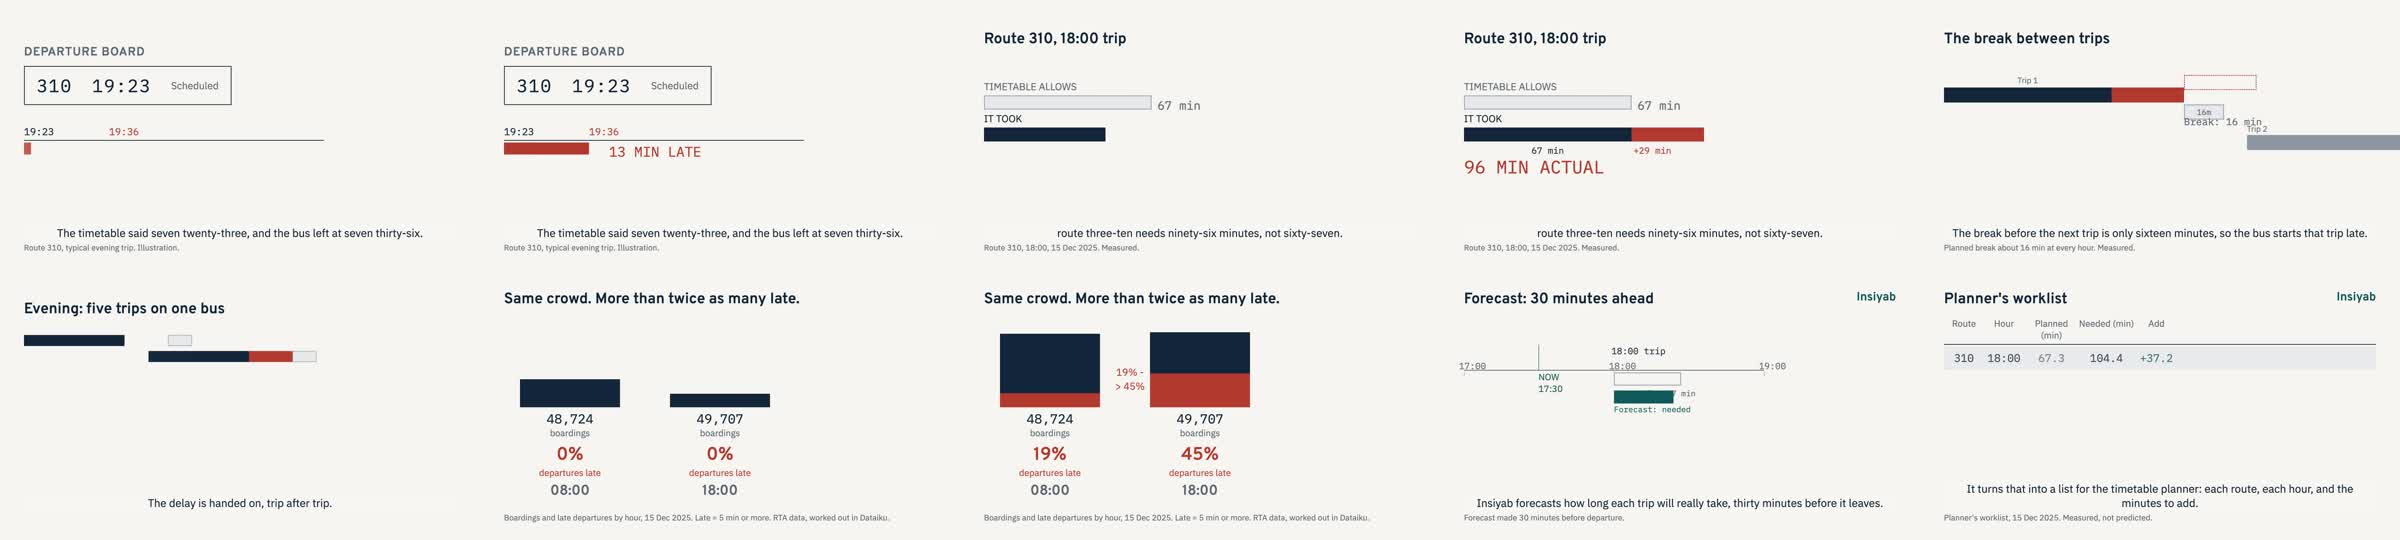 DEPARTURE BOARD
310 19:23 Scheduled
19:23 19:36
The timetable said seven twenty-three, and the bus left at seven thirty-six.
Route 310, typical evening trip. Illustration.
DEPARTURE BOARD
310 19:23 Scheduled
19:23 19:36
13 MIN LATE
The timetable said seven twenty-three, and the bus left at seven thirty-six.
Route 310, typical evening trip. Illustration.
Route 310, 18:00 trip
TIMETABLE ALLOWS
67 min
IT TOOK
route three-ten needs ninety-six minutes, not sixty-seven.
Route 310, 18:00, 15 Dec 2025. Measured.
Route 310, 18:00 trip
TIMETABLE ALLOWS
67 min
IT TOOK
67 min +29 min
96 MIN ACTUAL
route three-ten needs ninety-six minutes, not sixty-seven.
Route 310, 18:00, 15 Dec 2025. Measured.
The break between trips
Trip 1
16m
Break: 16 min
Trip 2
The break before the next trip is only sixteen minutes, so the bus starts that trip late.
Planned break about 16 min at every hour. Measured.
Evening: five trips on one bus
The delay is handed on, trip after trip.
Same crowd. More than twice as many late.
48,724 49,707
boardings boardings
0% 0%
departures late departures late
08:00 18:00
Boardings and late departures by hour, 15 Dec 2025. Late = 5 min or more. RTA data, worked out in Dataiku.
Same crowd. More than twice as many late.
19% -
> 45%
48,724 49,707
boardings boardings
19% 45%
departures late departures late
08:00 18:00
Boardings and late departures by hour, 15 Dec 2025. Late = 5 min or more. RTA data, worked out in Dataiku.
Forecast: 30 minutes ahead
Insiyab
18:00 trip
17:00 18:00 19:00
NOW
17:30
min
Forecast: needed
Insiyab forecasts how long each trip will really take, thirty minutes before it leaves.
Forecast made 30 minutes before departure.
Planner's worklist
Insiyab
Route Hour Planned (min) Needed (min) Add
310 18:00 67.3 104.4 +37.2
It turns that into a list for the timetable planner: each route, each hour, and the
minutes to add.
Planner's worklist, 15 Dec 2025. Measured, not predicted.